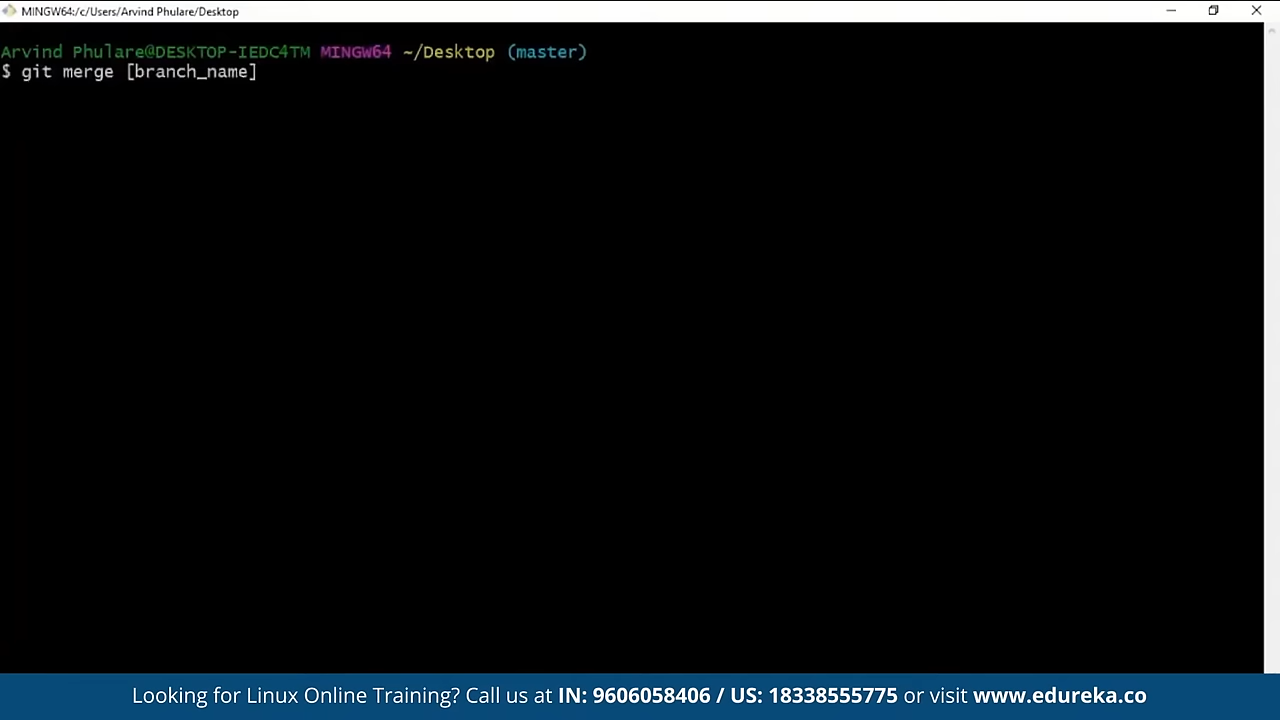 MINGW64:/c/Users/Arvind Phulare/Desktop
Arvind Phulare@DESKTOP-IEDC4TM MINGW64 ~/Desktop (master)
$ git merge [branch_name]
Looking for Linux Online Training? Call us at IN: 9606058406 / US: 18338555775 or visit www.edureka.co